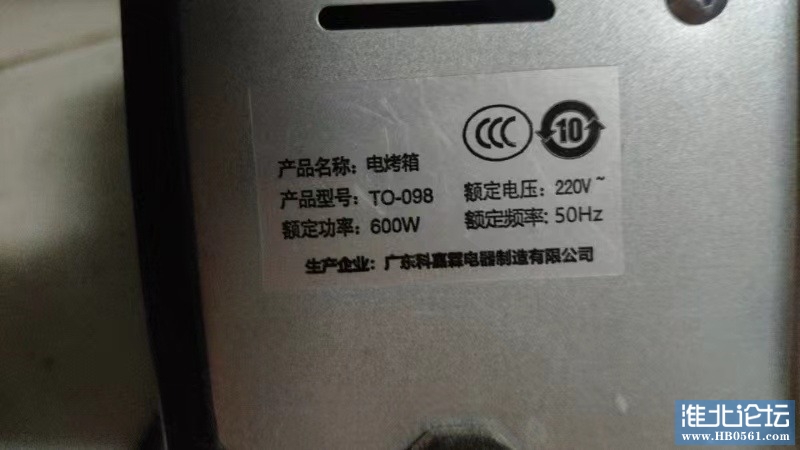 CCC
10
产品名称：电烤箱
产品型号：TO-098 额定电压：220V~
额定功率：600W 额定频率：50Hz
生产企业：广东科嘉霖电器制造有限公司
淮北论坛
www.HB0561.com